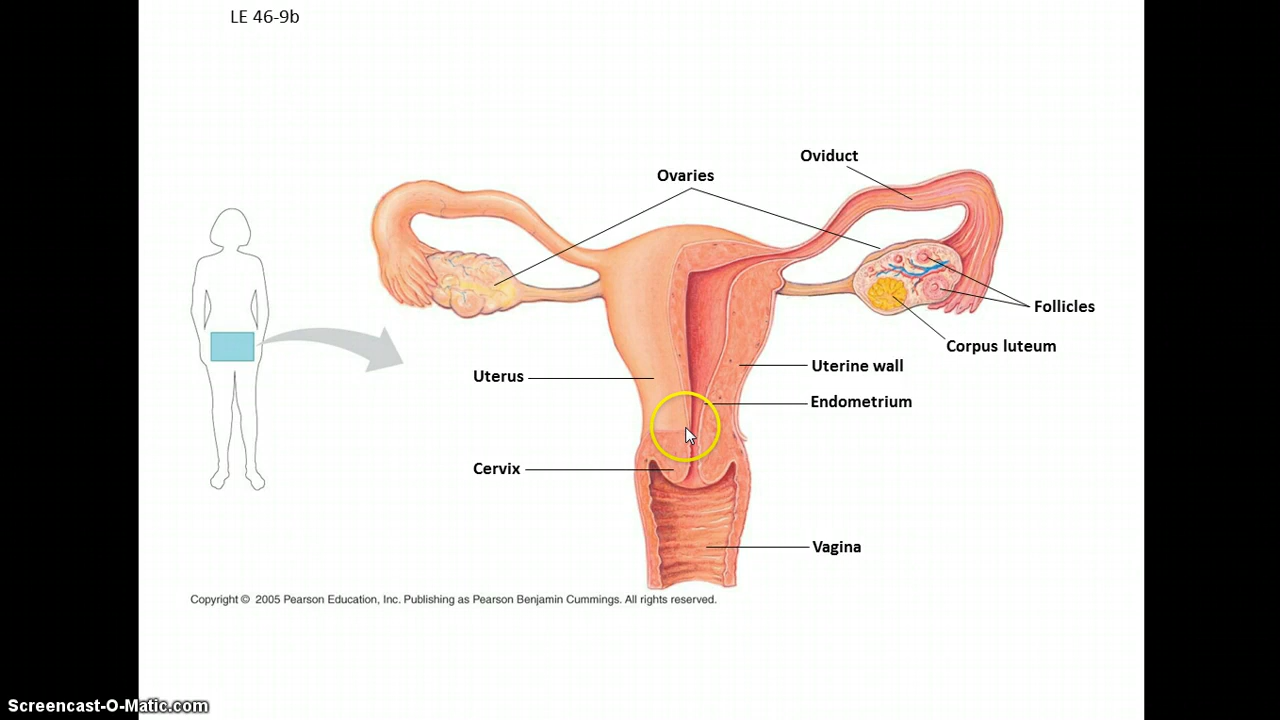 LE 46-9b
Oviduct
Ovaries
Follicles
Corpus luteum
Uterine wall
Uterus
Endometrium
Cervix
Vagina
Copyright © 2005 Pearson Education, Inc. Publishing as Pearson Benjamin Cummings. All rights reserved.
Screencast-O-Matic.com